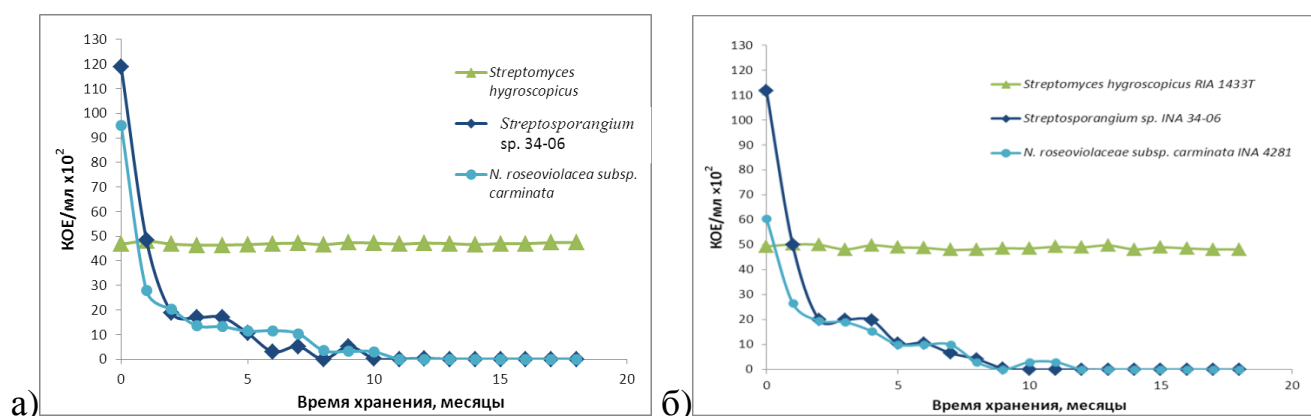 130
120
110
100
90
80
70
60
50
40
30
20
10
0
КОЕ/мл х10²
Streptomyces
hygroscopicus
Streptosporangium
sp. 34-06
N. roseoviolacea subsp.
carminata
0 5 10 15 20
Время хранения, месяцы
а)
130
120
110
100
90
80
70
60
50
40
30
20
10
0
КОЕ/мл ×10²
Streptomyces hygroscopicus RIA 1433T
Streptosporangium sp. INA 34-06
N. roseoviolaceae subsp. carminata INA 4281
0 5 10 15 20
Время хранения, месяцы
б)